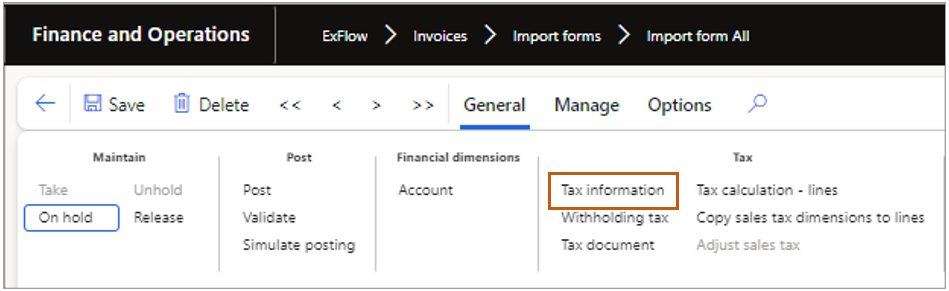 Finance and Operations
ExFlow > Invoices > Import forms > Import form All
Save Delete << < > >> General Manage Options
Maintain Post Financial dimensions Tax
Take Unhold Post Account Tax information Tax calculation - lines
On hold Release Validate Withholding tax Copy sales tax dimensions to lines
Simulate posting Tax document Adjust sales tax